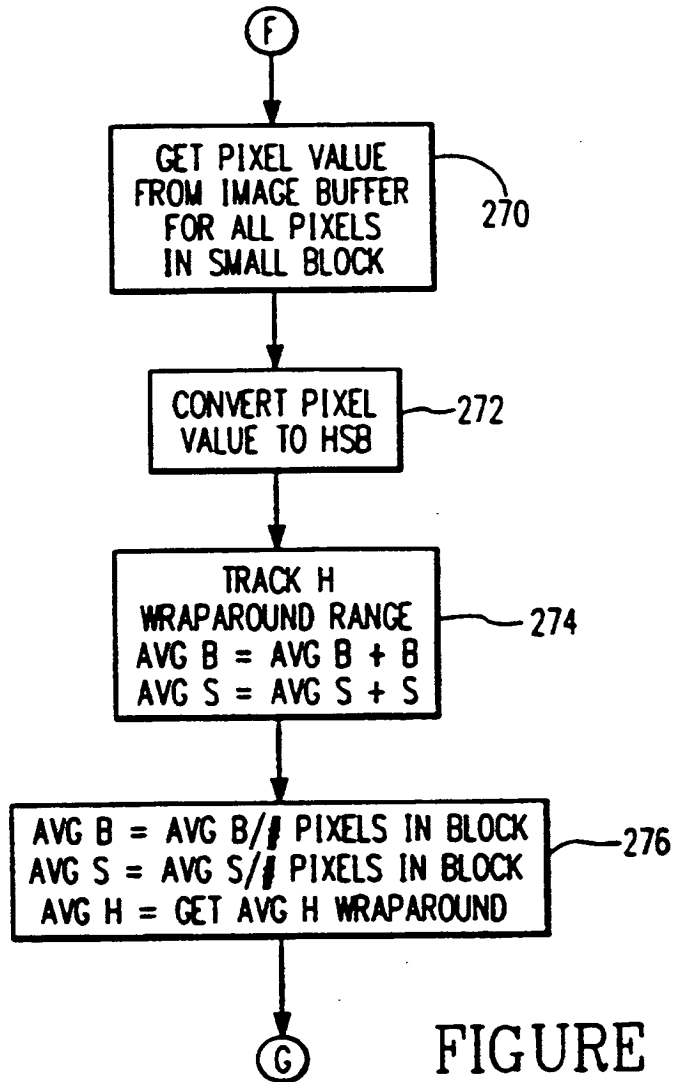 F
GET PIXEL VALUE
FROM IMAGE BUFFER
FOR ALL PIXELS
IN SMALL BLOCK
270
CONVERT PIXEL
VALUE TO HSB
272
TRACK H
WRAPAROUND RANGE
AVG B = AVG B + B
AVG S = AVG S + S
274
AVG B = AVG B/# PIXELS IN BLOCK
AVG S = AVG S/# PIXELS IN BLOCK
AVG H = GET AVG H WRAPAROUND
276
G
FIGURE